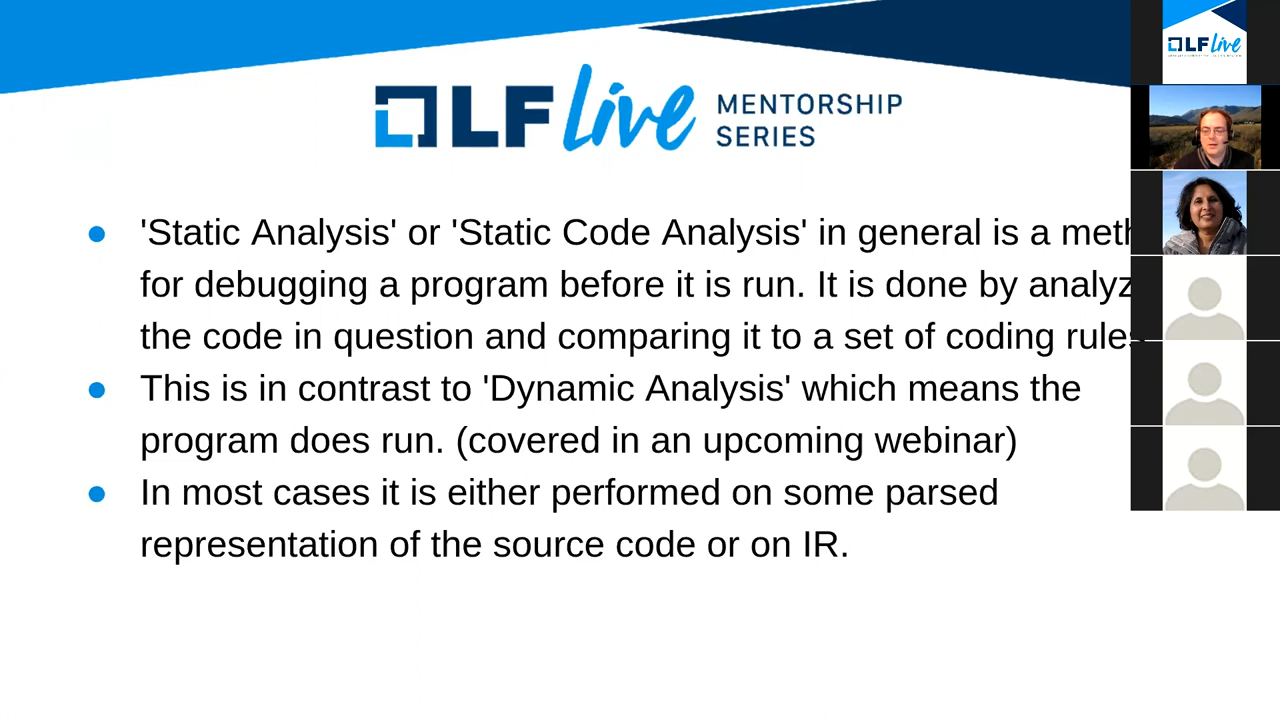 LF Live MENTORSHIP
SERIES
LF Live
● 'Static Analysis' or 'Static Code Analysis' in general is a
for debugging a program before it is run. It is done by
the code in question and comparing it to a set of coding rules
● This is in contrast to 'Dynamic Analysis' which means the
program does run. (covered in an upcoming webinar)
● In most cases it is either performed on some parsed
representation of the source code or on IR.